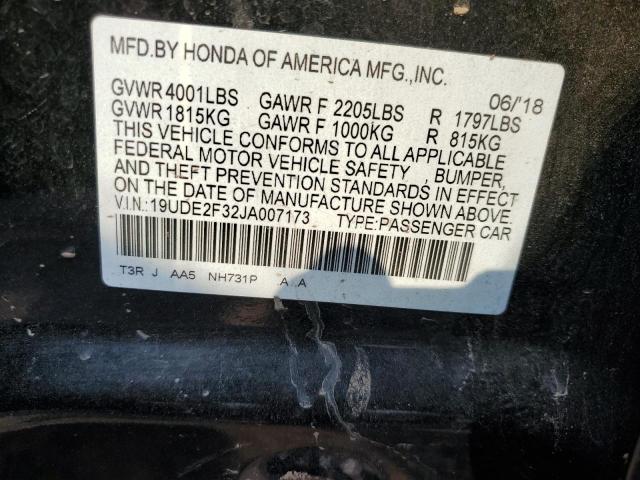 MFD.BY HONDA OF AMERICA MFG.,INC.
06/'18
GVWR 4001LBS GAWR F 2205LBS R 1797LBS
GVWR 1815KG GAWR F 1000KG R 815KG
THIS VEHICLE CONFORMS TO ALL APPLICABLE
FEDERAL MOTOR VEHICLE SAFETY , BUMPER,
AND THEFT PREVENTION STANDARDS IN EFFECT
ON THE DATE OF MANUFACTURE SHOWN ABOVE.
V.I.N.:19UDE2F32JA007173 TYPE:PASSENGER CAR
T3R J AA5 NH731P A A